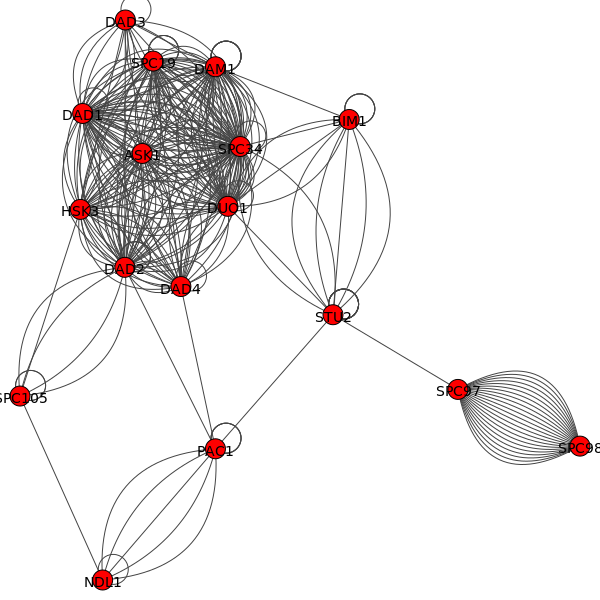 DAD3
SPC19
DAM1
DAD1
BIM1
SPC34
ASK1
HSK3
DUO1
DAD2
DAD4
STU2
SPC97
SPC105
SPC98
PAC1
NDL1